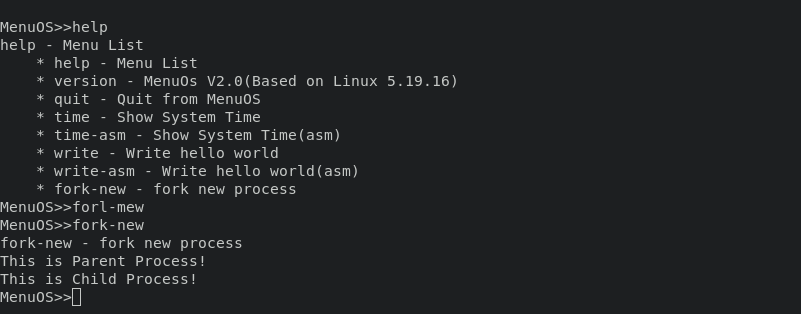 MenuOS>>help
help - Menu List
    * help - Menu List
    * version - MenuOs V2.0(Based on Linux 5.19.16)
    * quit - Quit from MenuOS
    * time - Show System Time
    * time-asm - Show System Time(asm)
    * write - Write hello world
    * write-asm - Write hello world(asm)
    * fork-new - fork new process
MenuOS>>forl-mew
MenuOS>>fork-new
fork-new - fork new process
This is Parent Process!
This is Child Process!
MenuOS>>